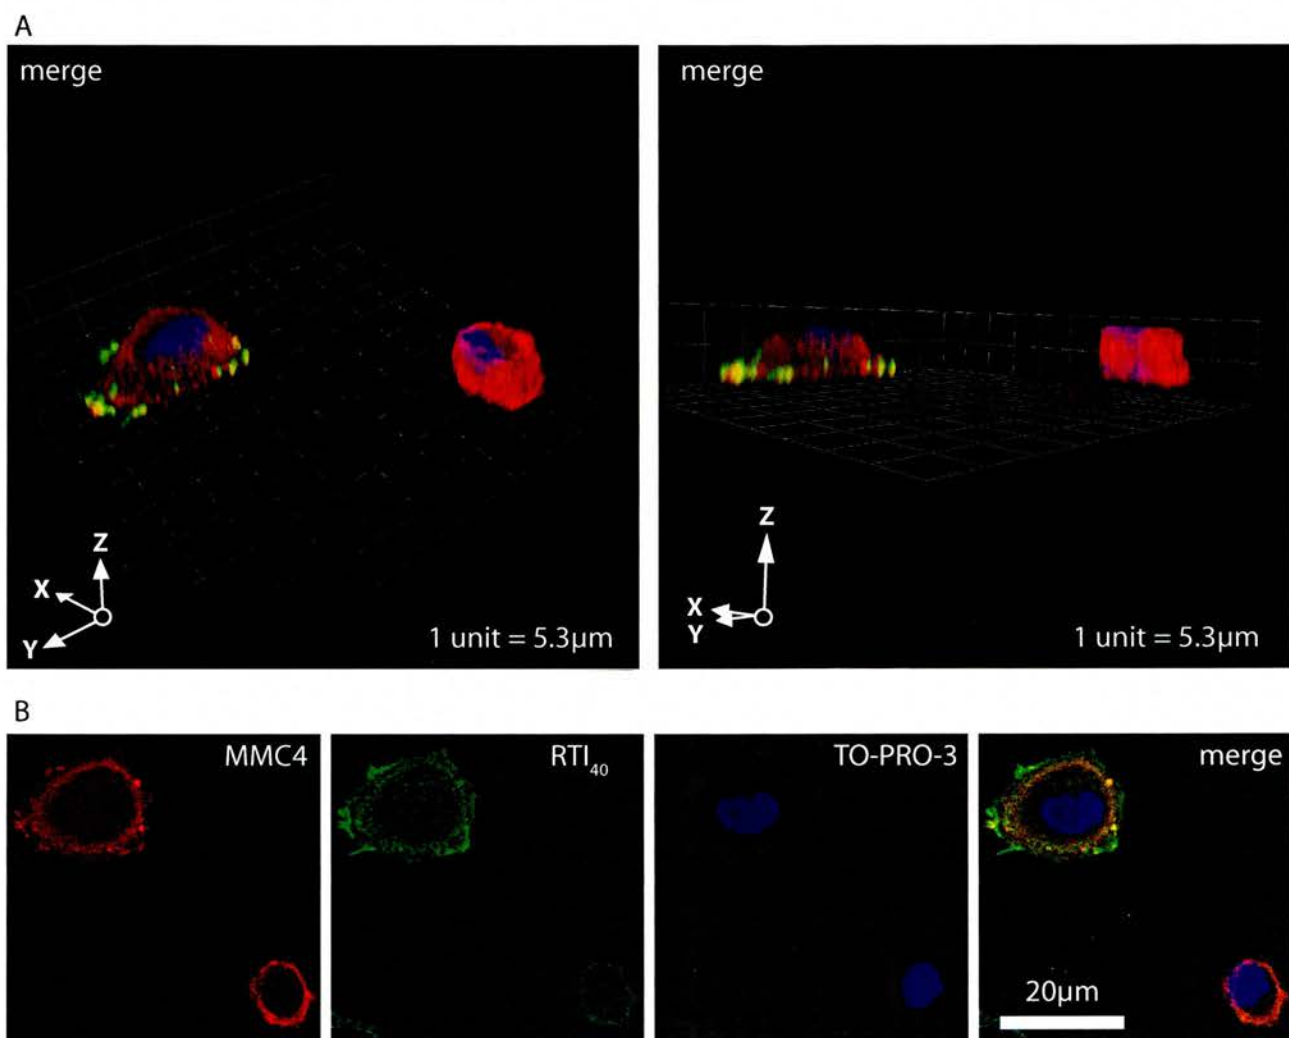 A
merge
merge
Z
X
Y
1 unit = 5.3µm
Z
X
Y
1 unit = 5.3µm
B
MMC4
RTI40
TO-PRO-3
merge
20µm